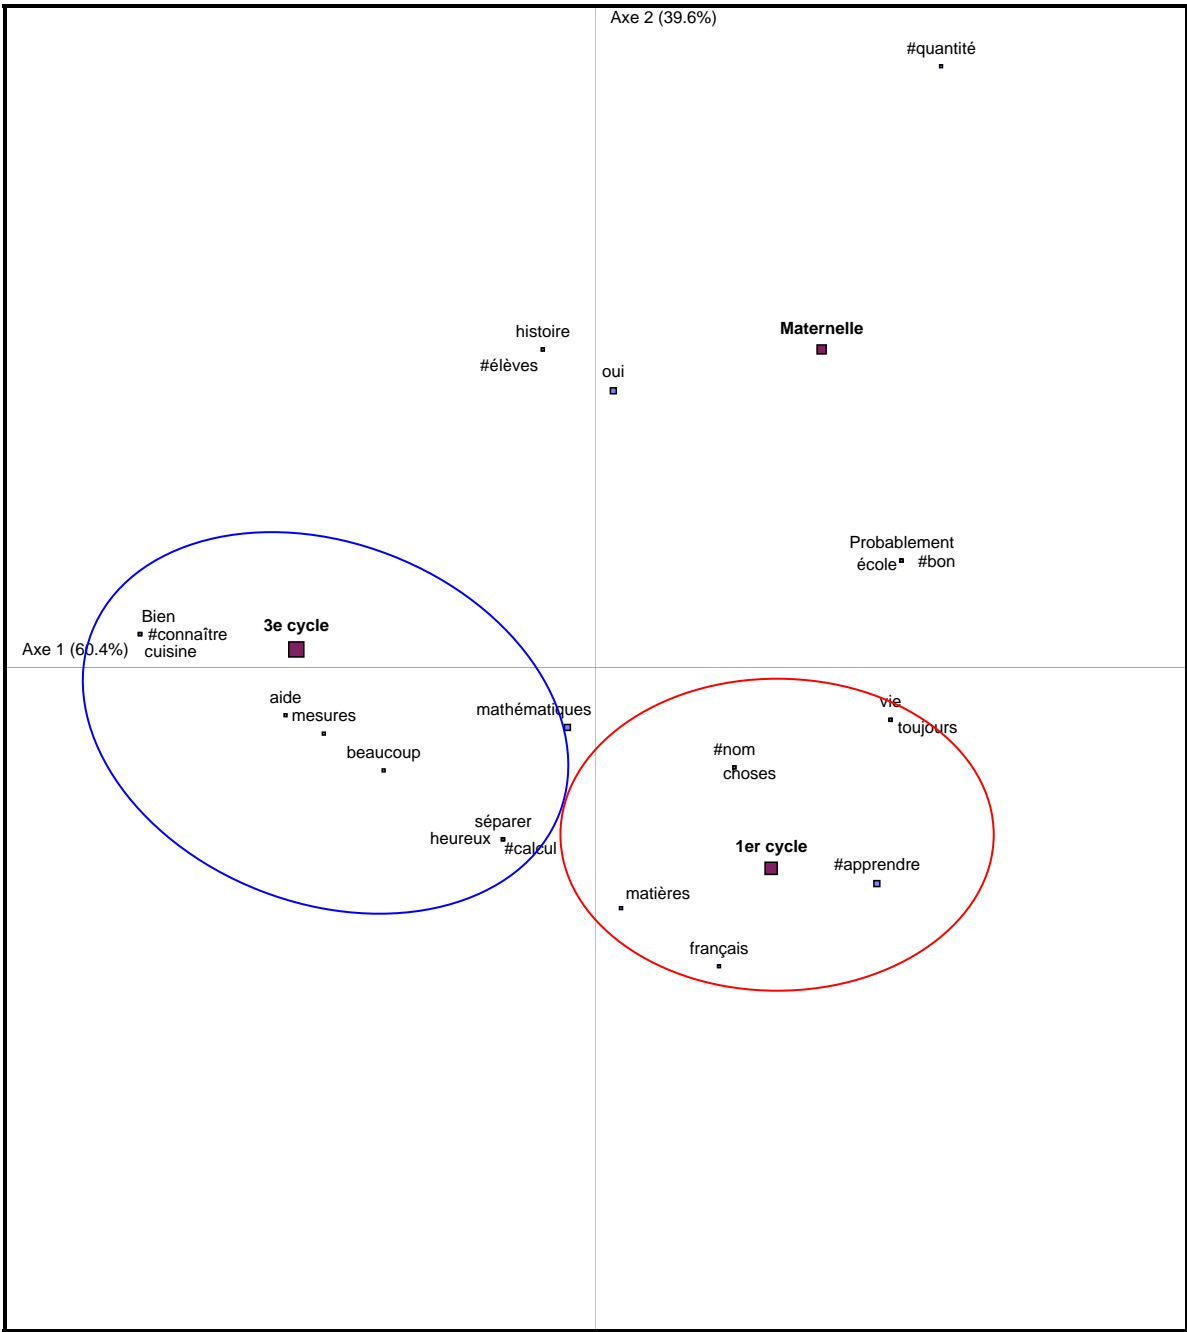 Axe 2 (39.6%)
#quantité
Maternelle
histoire
#élèves
oui
Probablement
école #bon
Bien
3e cycle
#connaître
Axe 1 (60.4%)
cuisine
aide
vie
mesures
mathématiques
toujours
beaucoup
#nom
choses
séparer
heureux
#calcul
1er cycle
#apprendre
matières
français